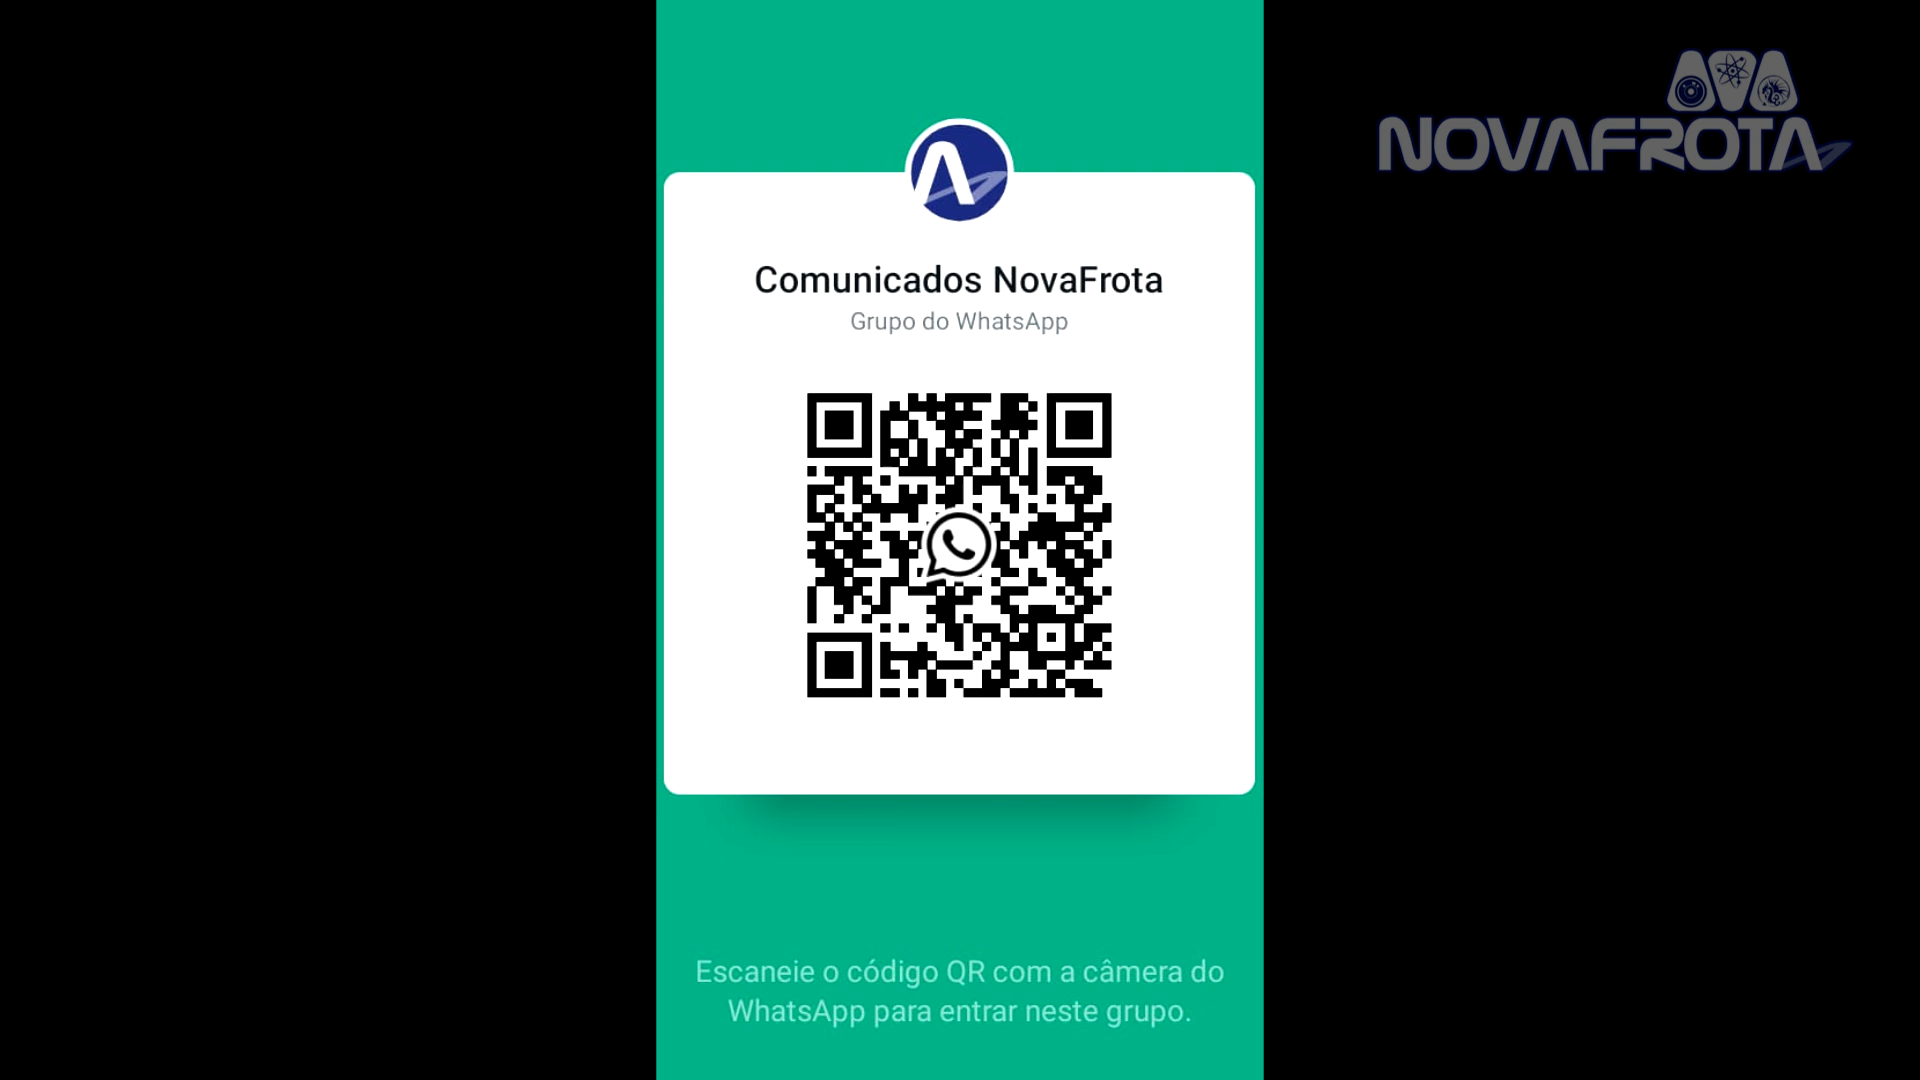 NOVAFROTA
Comunicados NovaFrota
Grupo do WhatsApp
Escaneie o código QR com a câmera do
WhatsApp para entrar neste grupo.